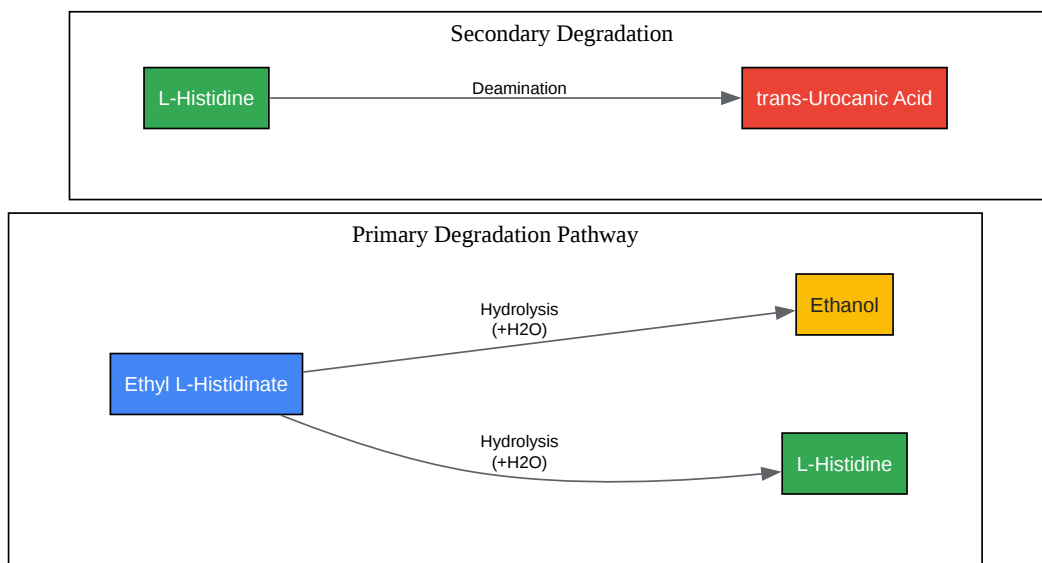 Secondary Degradation
L-Histidine
Deamination
trans-Urocanic Acid
Primary Degradation Pathway
Ethyl L-Histidinate
Hydrolysis
(+H2O)
Ethanol
Hydrolysis
(+H2O)
L-Histidine